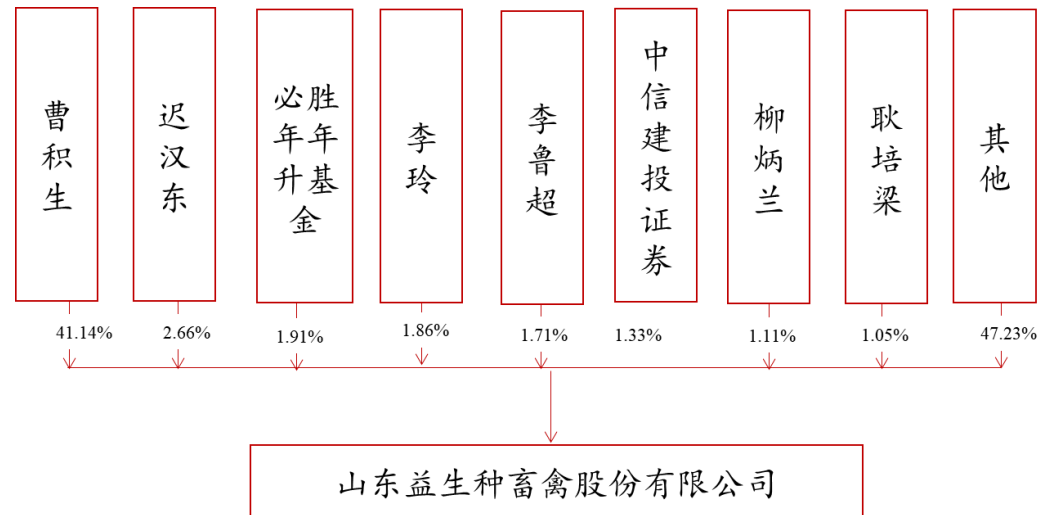 曹积生
迟汉东
必胜
年年
升基
金
李玲
李鲁超
中信建投证券
柳炳兰
耿培梁
其他
41.14%
2.66%
1.91%
1.86%
1.71%
1.33%
1.11%
1.05%
47.23%
山东益生种畜禽股份有限公司